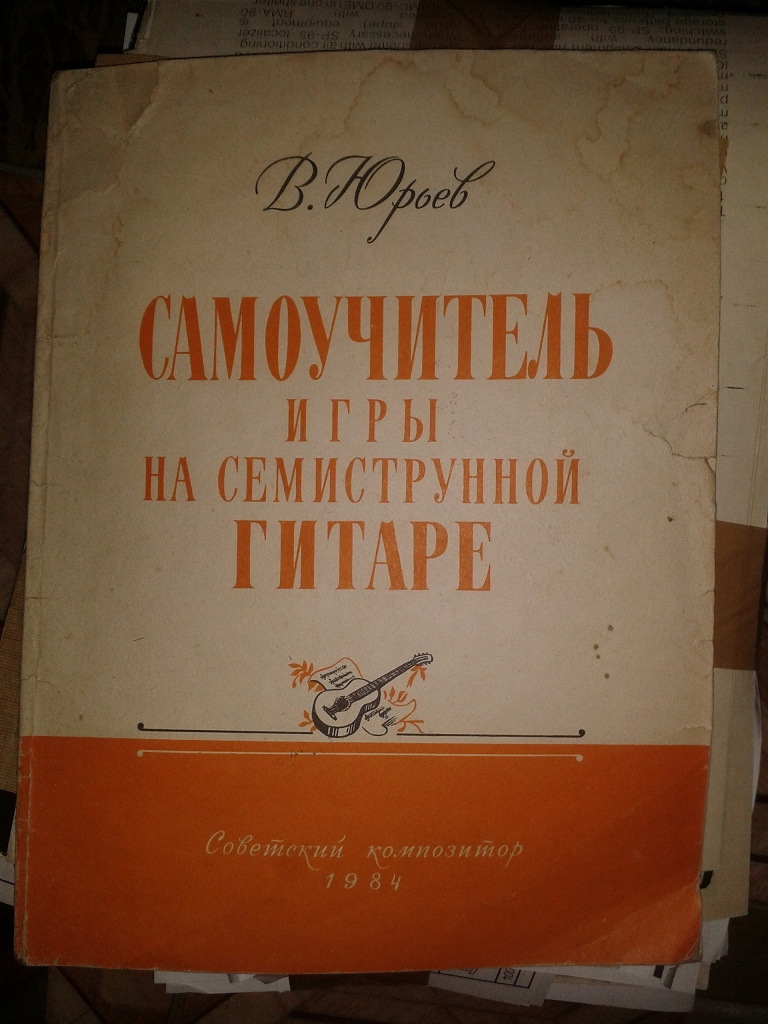 В. Юрьев
САМОУЧИТЕЛЬ
ИГРЫ
НА СЕМИСТРУННОЙ
ГИТАРЕ
Советский композитор
1984